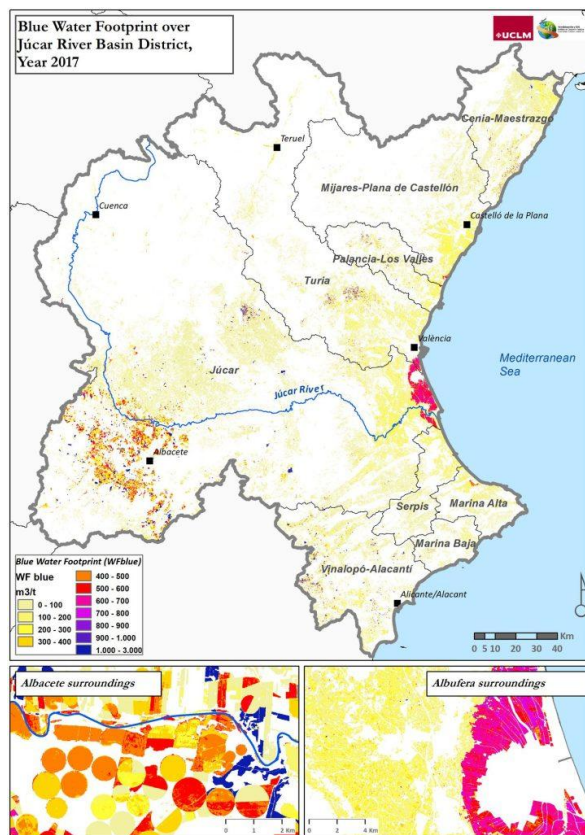 Blue Water Footprint over
Júcar River Basin District,
Year 2017
UCLM
Cenia-Maestrazgo
Teruel
Mijares-Plana de Castellón
Cuenca
Castelló de la Plana
Palancia-Los Valles
Turia
València
Mediterranean
Sea
Júcar
Júcar River
Albacete
Serpis
Marina Alta
Marina Baja
Vinalopó-Alacantí
Alicante/Alacant
Blue Water Footprint (WFblue)
WF blue
m3/t
0 - 100
100 - 200
200 - 300
300 - 400
400 - 500
500 - 600
600 - 700
700 - 800
800 - 900
900 - 1.000
1.000 - 3.000
0 5 10 20 30 40
Km
Albacete surroundings
0 1 2
Km
Albufera surroundings
0 2 4
Km